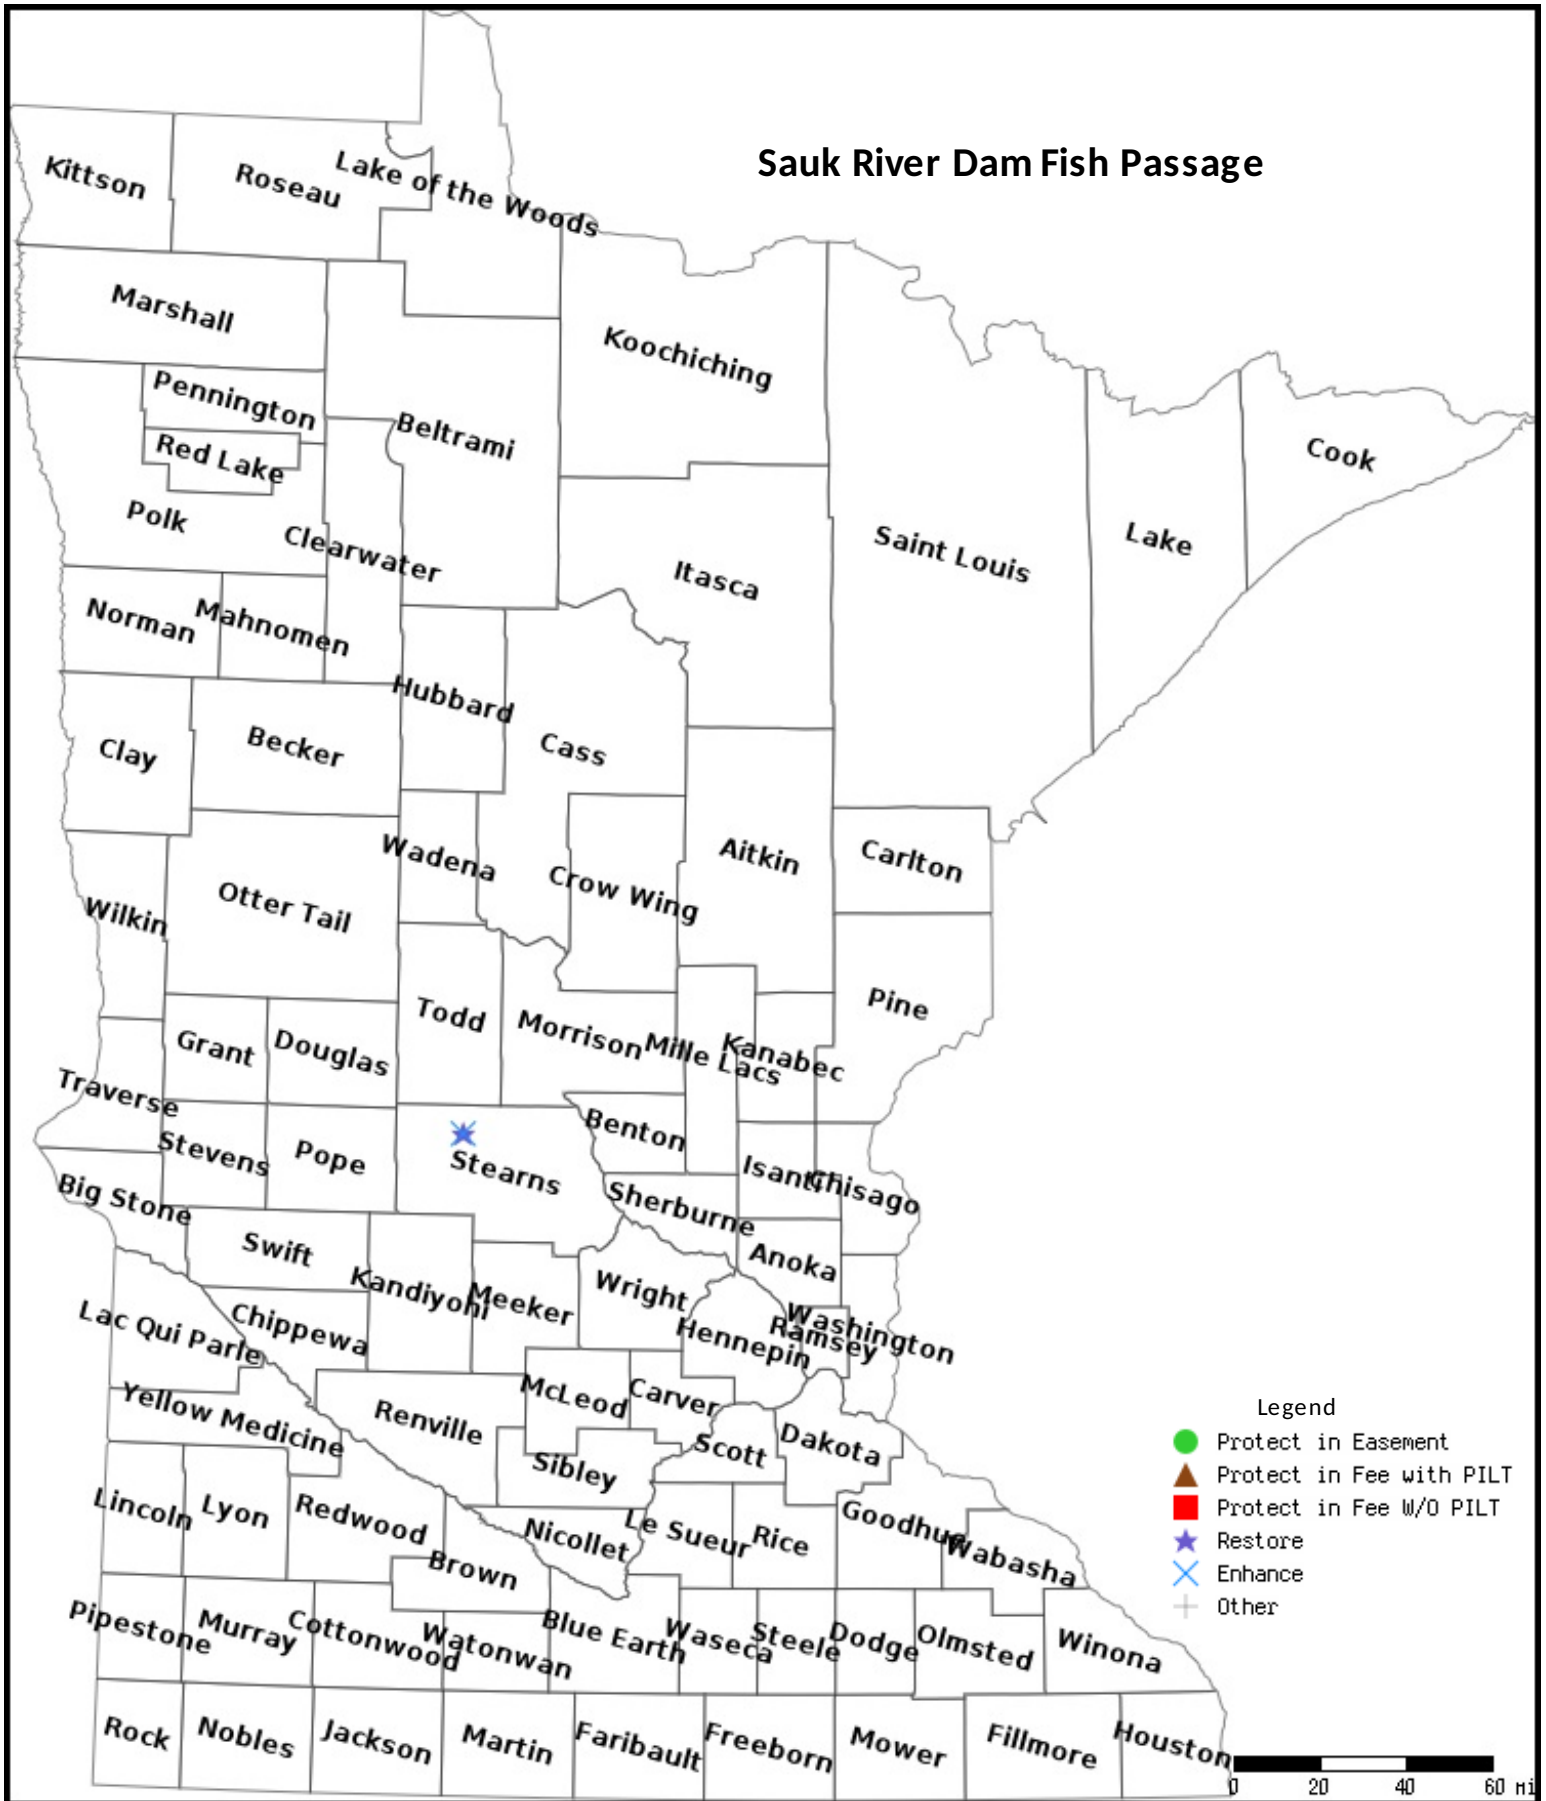 Sauk River Dam Fish Passage
Kittson
Roseau
Lake of the Woods
Marshall
Koochiching
Pennington
Beltrami
Red Lake
Cook
Polk
Clearwater
Saint Louis
Lake
Itasca
Norman
Mahnomen
Hubbard
Clay
Becker
Cass
Wadena
Aitkin
Carlton
Crow Wing
Wilkin
Otter Tail
Todd
Morrison
Pine
Grant
Douglas
Mille Lacs
Kanabec
Traverse
Stevens
Pope
Stearns
Benton
Isanti
Chisago
Big Stone
Sherburne
Swift
Anoka
Kandiyohi
Meeker
Wright
Lac Qui Parle
Chippewa
Hennepin
Ramsey
Washington
Yellow Medicine
Renville
McLeod
Carver
Scott
Dakota
Sibley
Lincoln
Lyon
Redwood
Nicollet
Le Sueur
Rice
Goodhue
Wabasha
Brown
Pipestone
Murray
Cottonwood
Watonwan
Blue Earth
Waseca
Steele
Dodge
Olmsted
Winona
Rock
Nobles
Jackson
Martin
Faribault
Freeborn
Mower
Fillmore
Houston
Legend
Protect in Easement
Protect in Fee with PILT
Protect in Fee W/O PILT
Restore
Enhance
Other
0 20 40 60 mi